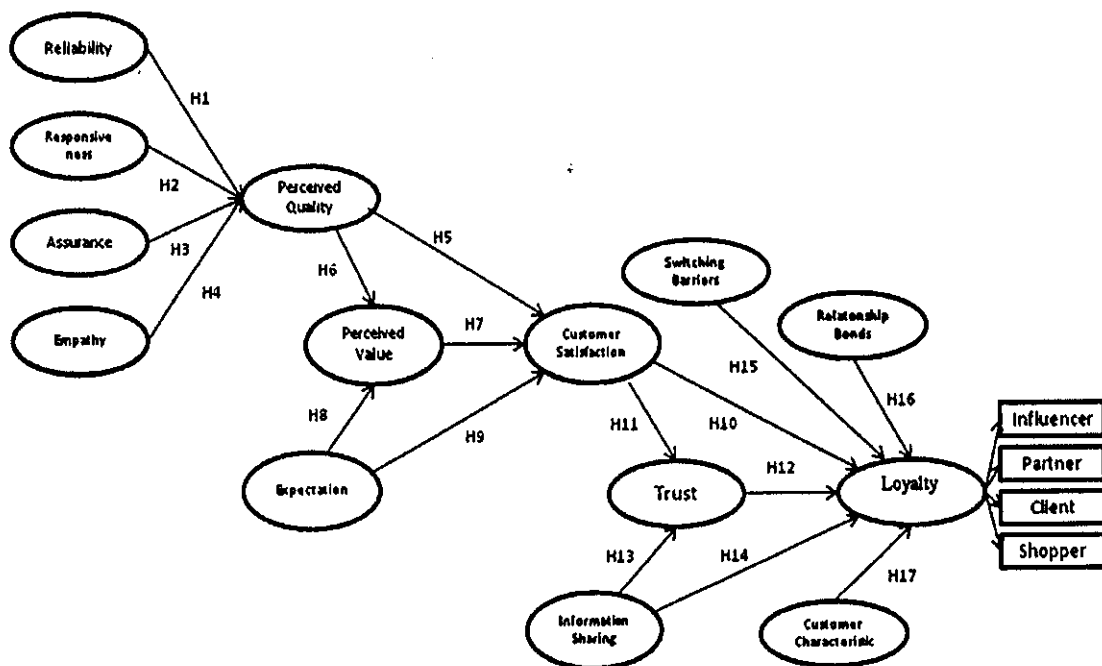 Reliability
H1
Responsive
ness
H2
Perceived
Quality
Assurance
H3
H5
H4
H6
Switching
Barriers
Empathy
Perceived
Value
H7
Customer
Satisfaction
Relationship
Bonds
H15
H8
H16
H9
H11
H10
Influencer
Expectation
Trust
H12
Loyalty
Partner
Client
Shopper
H13
H14
H17
Information
Sharing
Customer
Characteristic